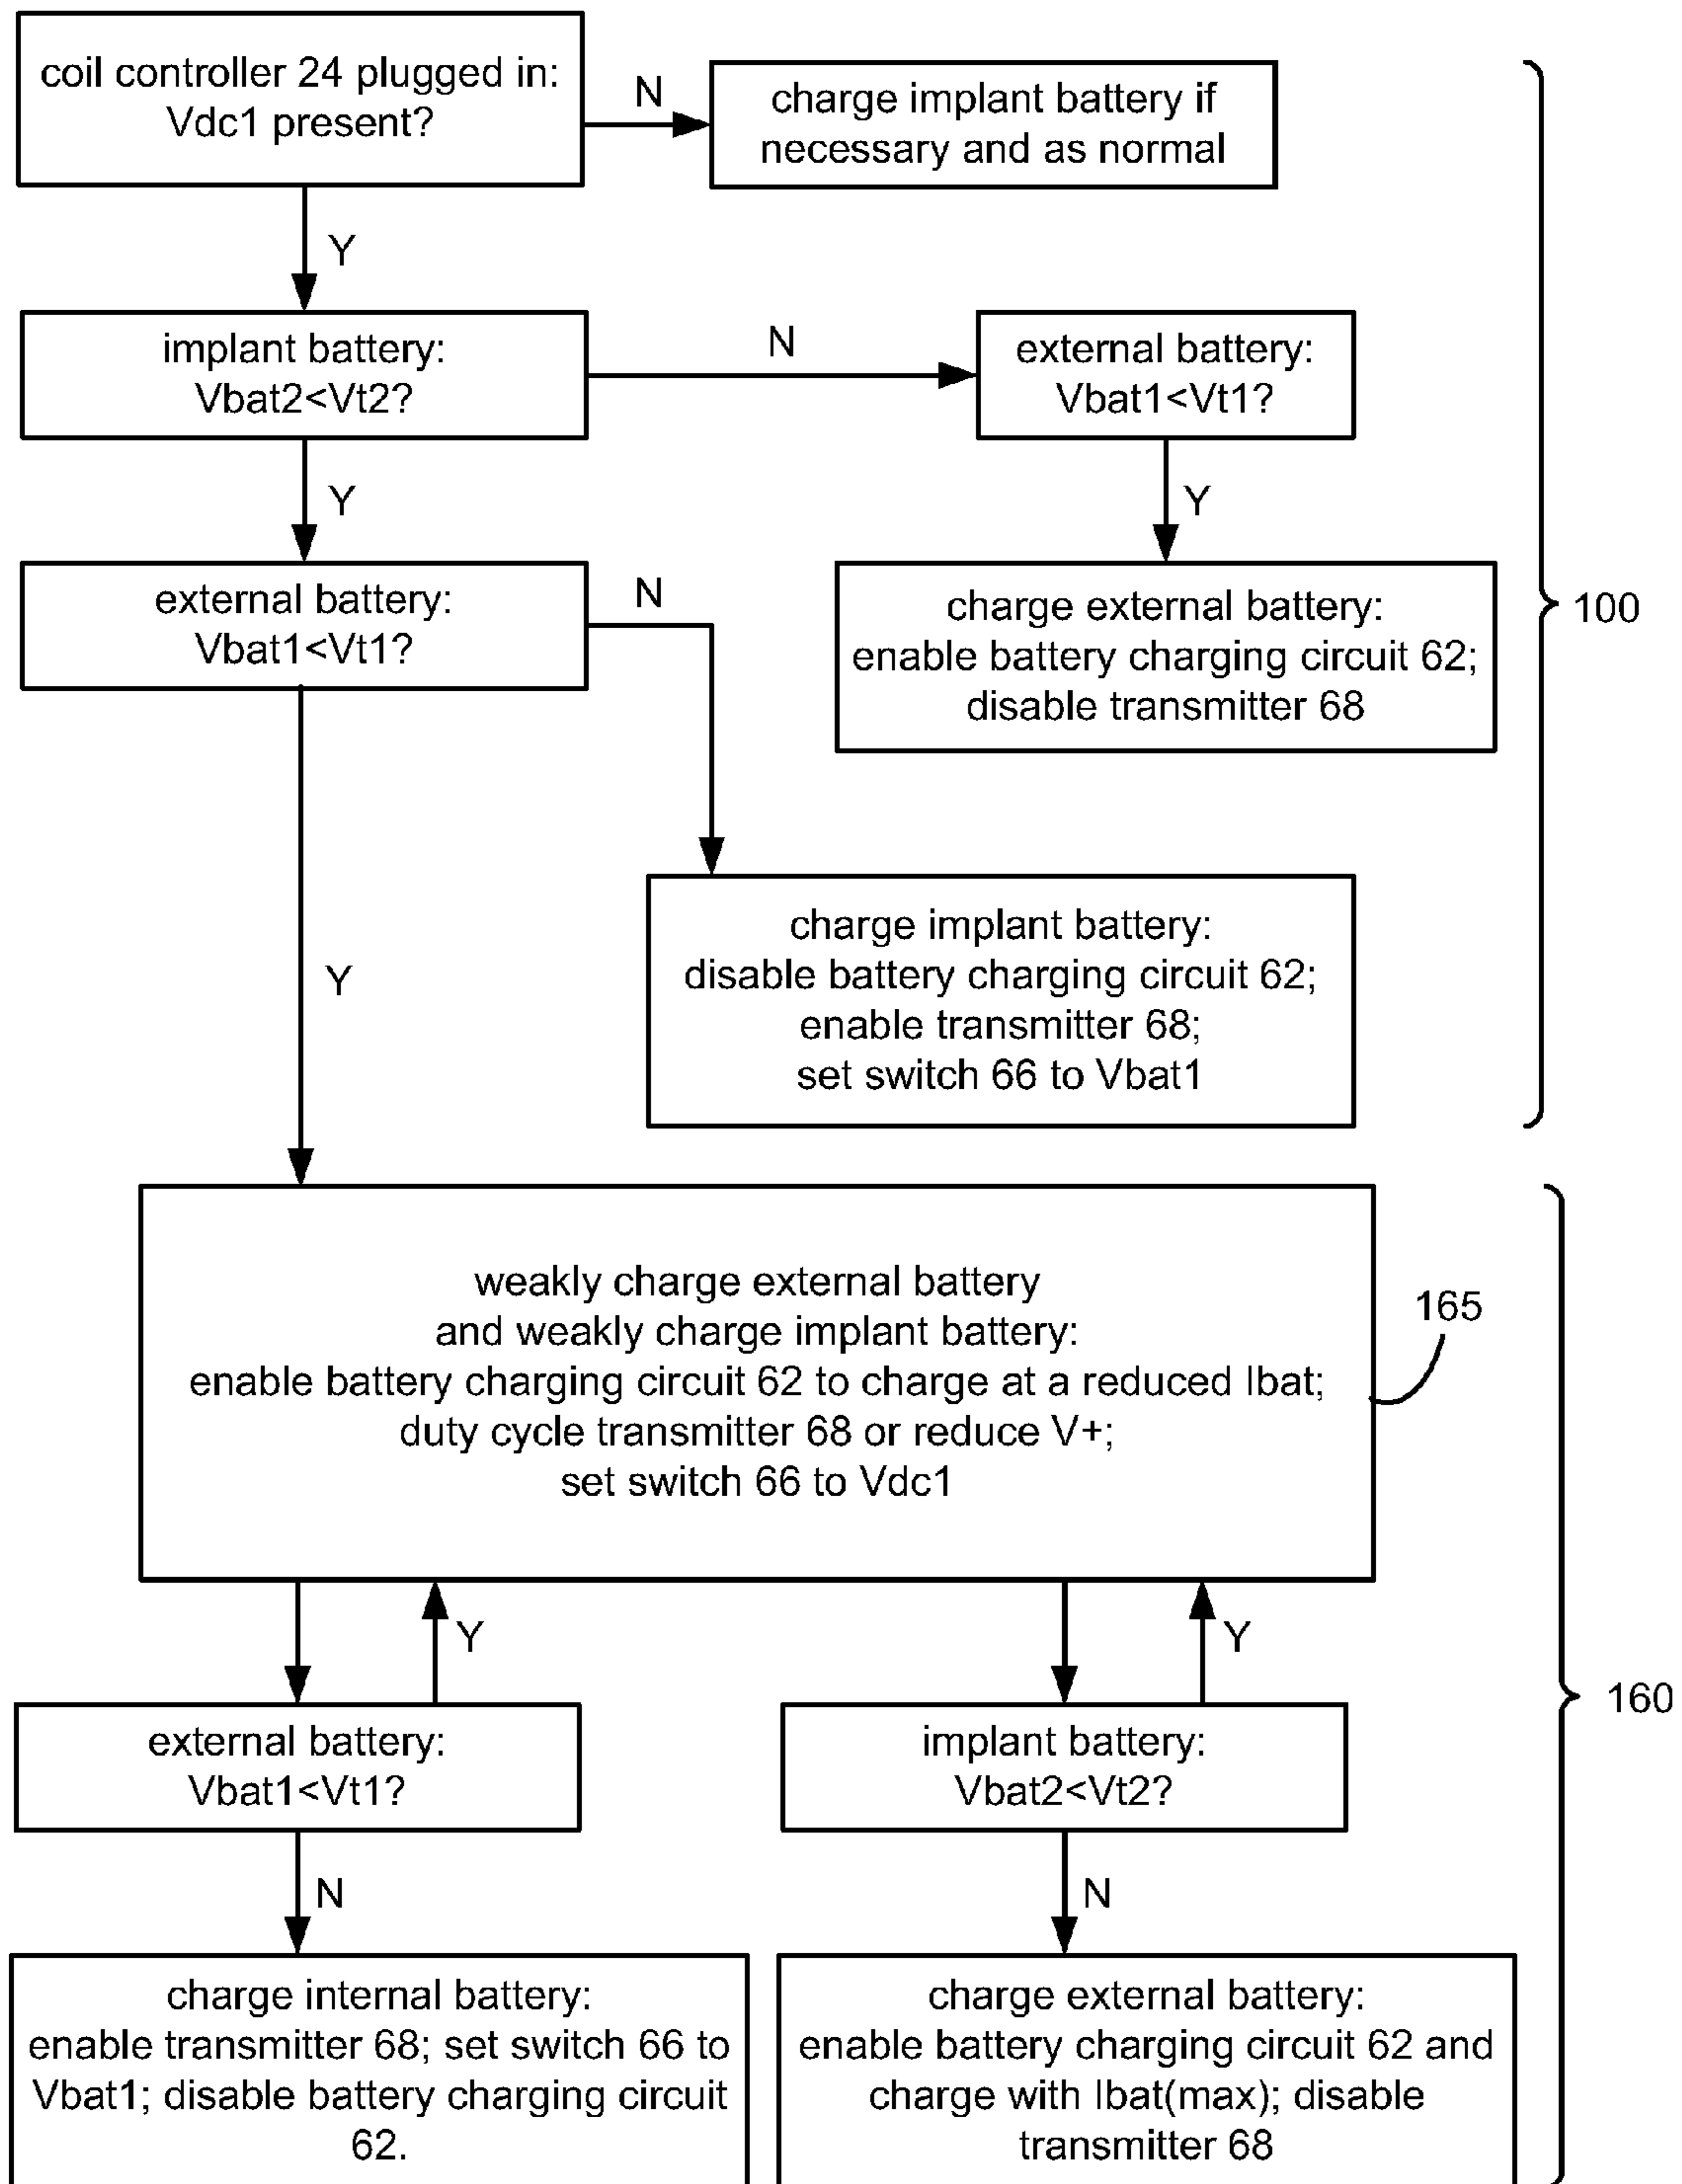 coil controller 24 plugged in:
Vdc1 present?
N
charge implant battery if
necessary and as normal
Y
implant battery:
Vbat2<Vt2?
N
external battery:
Vbat1<Vt1?
Y
Y
external battery:
Vbat1<Vt1?
N
charge external battery:
enable battery charging circuit 62;
disable transmitter 68
100
charge implant battery:
disable battery charging circuit 62;
enable transmitter 68;
set switch 66 to Vbat1
Y
weakly charge external battery
and weakly charge implant battery:
enable battery charging circuit 62 to charge at a reduced Ibat;
duty cycle transmitter 68 or reduce V+;
set switch 66 to Vdc1
165
Y
Y
external battery:
Vbat1<Vt1?
implant battery:
Vbat2<Vt2?
160
N
N
charge internal battery:
enable transmitter 68; set switch 66 to
Vbat1; disable battery charging circuit
62.
charge external battery:
enable battery charging circuit 62 and
charge with Ibat(max); disable
transmitter 68